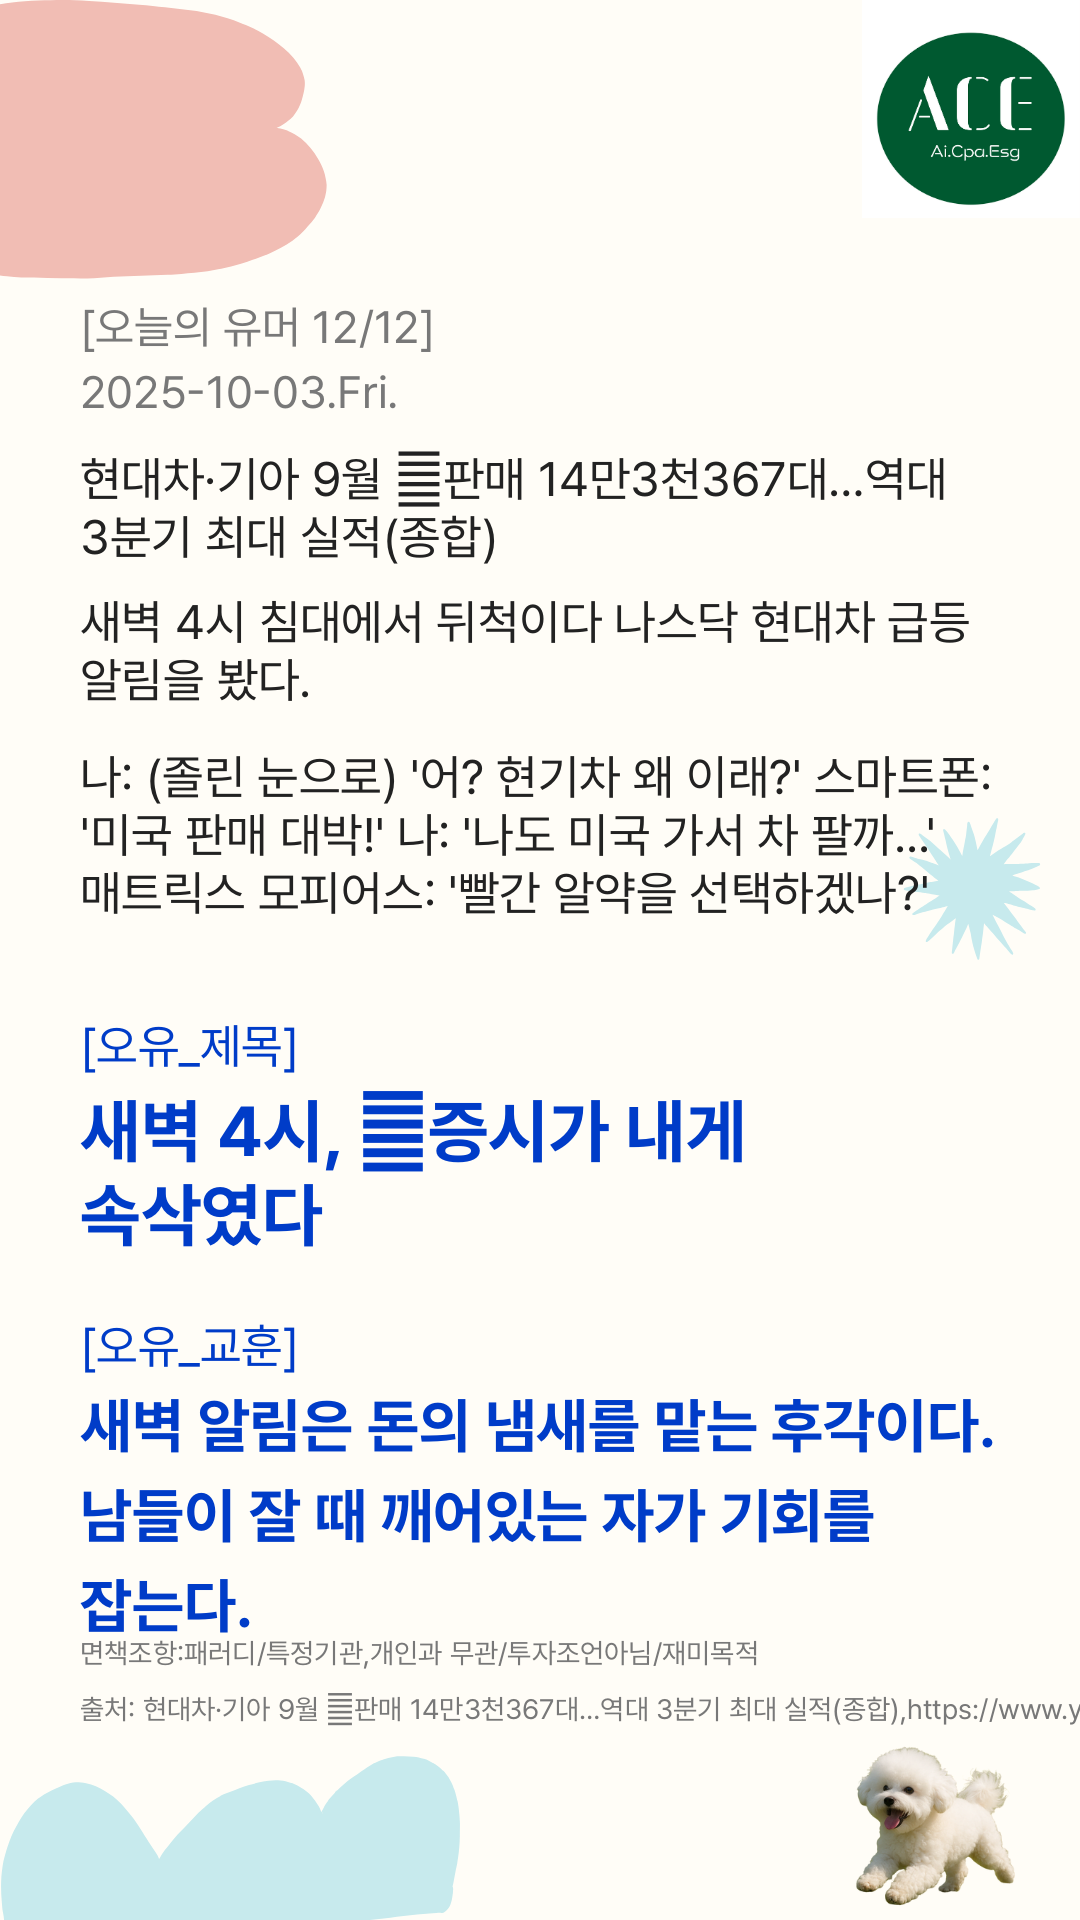 ACE
Ai.Cpa.Esg
[오늘의 유머 12/12]
2025-10-03.Fri.
현대차·기아 9월 판매 14만3천367대...역대
3분기 최대 실적(종합)
새벽 4시 침대에서 뒤척이다 나스닥 현대차 급등
알림을 봤다.
나: (졸린 눈으로) '어? 현기차 왜 이래?' 스마트폰:
'미국 판매 대박!' 나: '나도 미국 가서 차 팔까...'
매트릭스 모피어스: '빨간 알약을 선택하겠나?'
[오유_제목]
새벽 4시, 증시가 내게
속삭였다
[오유_교훈]
새벽 알림은 돈의 냄새를 맡는 후각이다.
남들이 잘 때 깨어있는 자가 기회를
잡는다.
면책조항:패러디/특정기관,개인과 무관/투자조언아님/재미목적
출처: 현대차·기아 9월 판매 14만3천367대...역대 3분기 최대 실적(종합),https://www.y